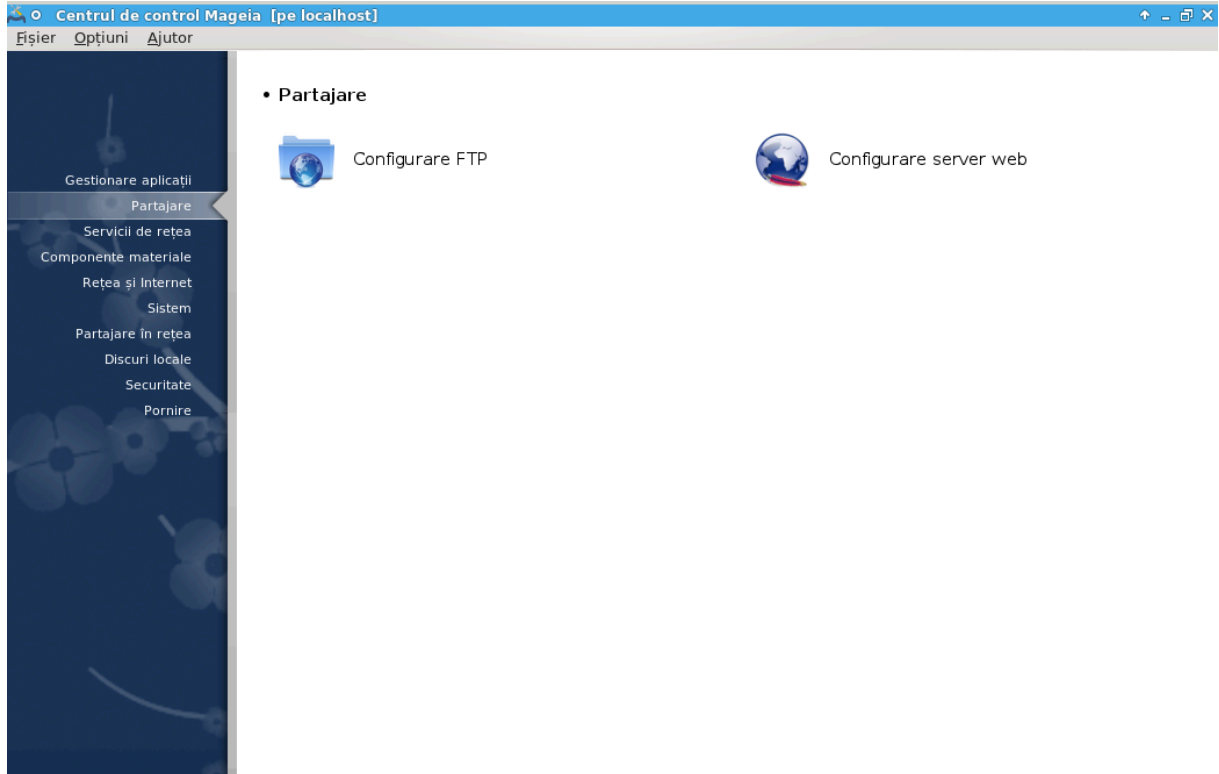 Centrul de control Mageia [pe localhost]
Fișier Opțiuni Ajutor
• Partajare
Configurare FTP
Configurare server web
Gestionare aplicații
Partajare
Servicii de rețea
Componente materiale
Rețea și Internet
Sistem
Partajare în rețea
Discuri locale
Securitate
Pornire